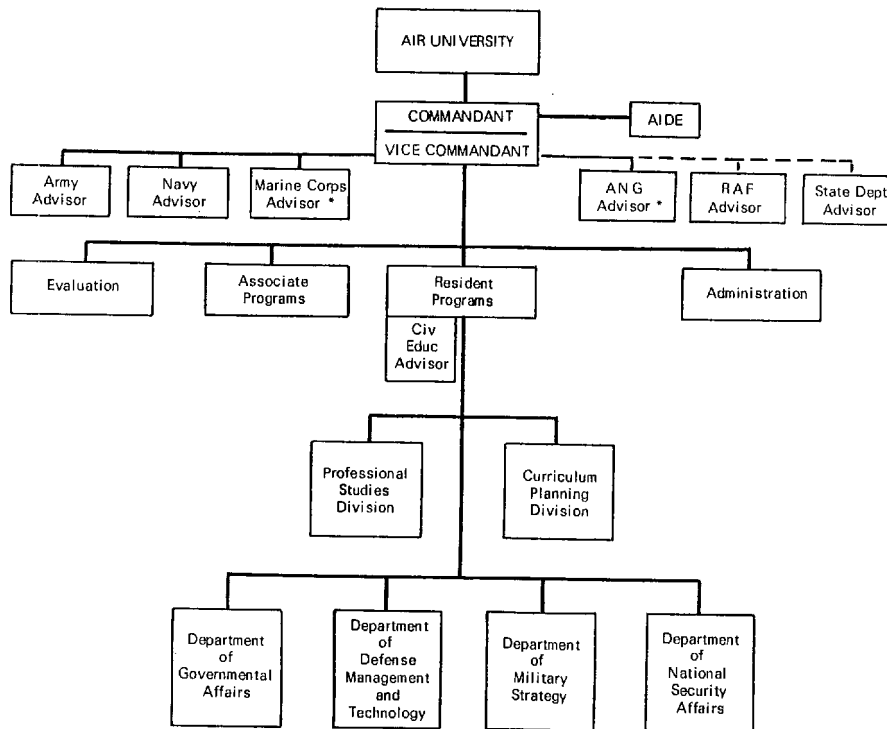 AIR UNIVERSITY
COMMANDANT
VICE COMMANDANT
AIDE
Army
Advisor
Navy
Advisor
Marine Corps
Advisor *
ANG
Advisor *
RAF
Advisor
State Dept
Advisor
Evaluation
Associate
Programs
Resident
Programs
Administration
Civ
Educ
Advisor
Professional
Studies
Division
Curriculum
Planning
Division
Department
of
Governmental
Affairs
Department
of
Defense
Management
and
Technology
Department
of
Military
Strategy
Department
of
National
Security
Affairs